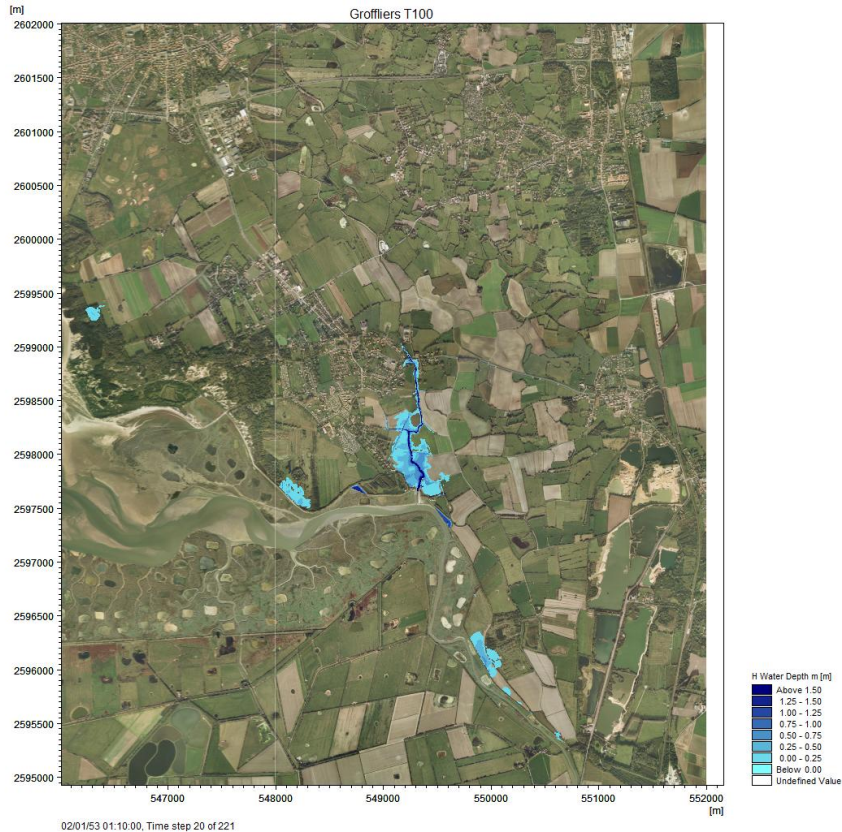 [m]
Groffliers T100
2602000
2601500
2601000
2600500
2600000
2599500
2599000
2598500
2598000
2597500
2597000
2596500
2596000
2595500
2595000
547000 548000 549000 550000 551000 552000
[m]
H Water Depth m [m]
Above 1.50
1.25 - 1.50
1.00 - 1.25
0.75 - 1.00
0.50 - 0.75
0.25 - 0.50
0.00 - 0.25
Below 0.00
Undefined Value
02/01/53 01:10:00, Time step 20 of 221